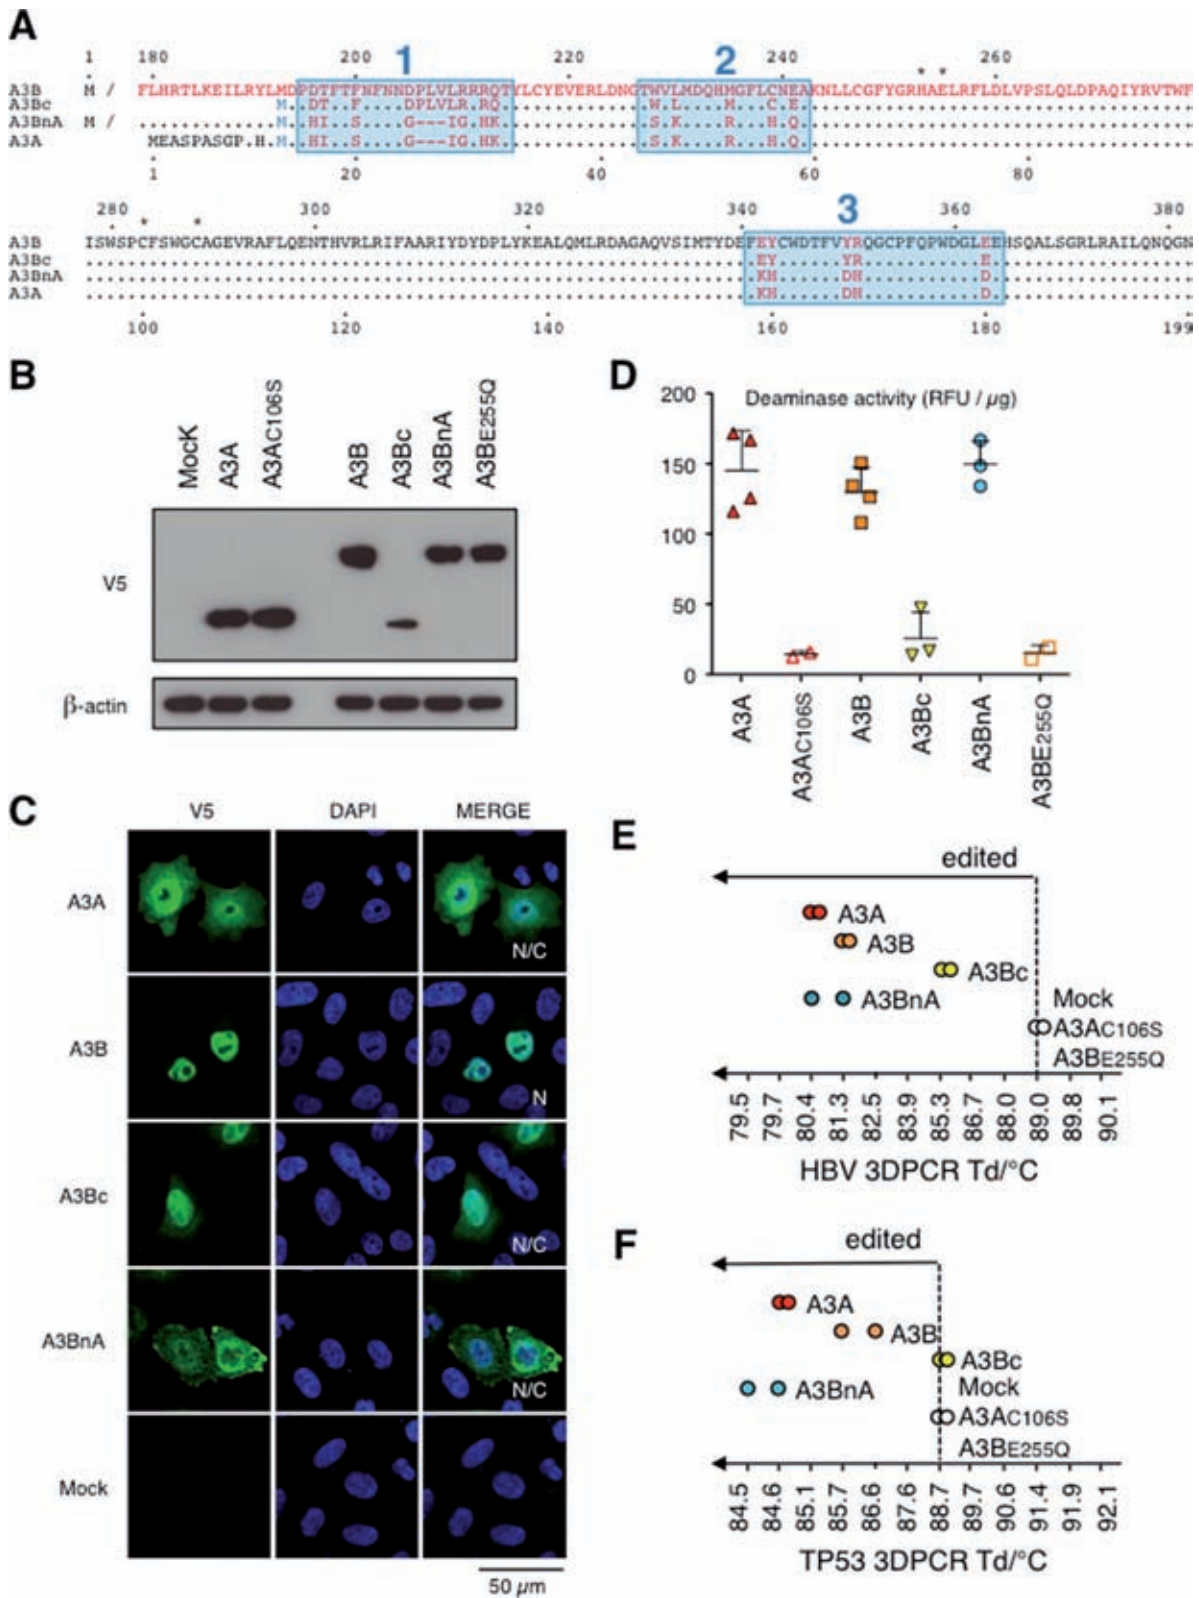 A
1 180 200 1 220 2 240 260
A3B M / FLHRTLKEILRYLMDPDTFTFNFNNDPLVLRRRQTYLCYEVERLDNGTWVLMDQHMGFLCNEAKNLLCGFYGRHAELRFLDLVPSLQLDPAQIYRVTWF
A3Bc M.DT..F....DPLVLR.RQ W.L....M...C.E
A3BnA M / M.HI..S....G---IG.HK S.K....R...H.Q
A3A MEASPASGP.H.M.HI..S....G---IG.HK S.K....R...H.Q
1 20 40 60 80
280 300 320 340 3 360 380
A3B ISWSPCFSWGCAGEVRAFLQENTHVRLRIFAARIYDYDPLYKEALQMLRDAGAQVSIMTYDEFEYCWDTFVYRQGCPFQPWDGLEEHSQALSGRLRAILQNQGN
A3Bc EY......YR...........E
A3BnA KH......DH...........D
A3A KH......DH...........D
100 120 140 160 180 199
B
MocK A3A A3AC106S A3B A3Bc A3BnA A3BE255Q
V5
β-actin
D
Deaminase activity (RFU / µg)
200
150
100
50
0
A3A A3AC106S A3B A3Bc A3BnA A3BE255Q
C
V5 DAPI MERGE
A3A N/C
A3B N
A3Bc N/C
A3BnA N/C
Mock
50 µm
E
edited
A3A
A3B
A3Bc
A3BnA Mock
A3AC106S
A3BE255Q
79.5 79.7 80.4 81.3 82.5 83.9 85.3 86.7 88.0 89.0 89.8 90.1
HBV 3DPCR Td/°C
F
edited
A3A
A3B
A3Bc
A3BnA Mock
A3AC106S
A3BE255Q
84.5 84.6 85.1 85.7 86.6 87.6 88.7 89.8 90.6 91.4 91.9 92.1
TP53 3DPCR Td/°C